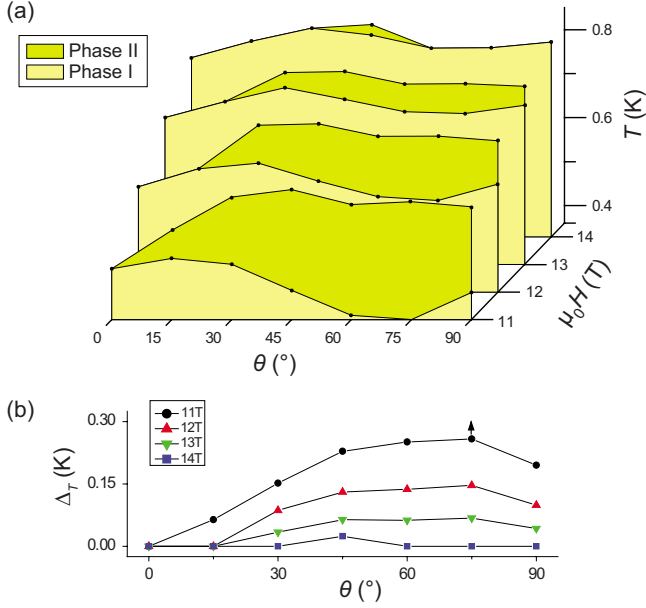 (a)
Phase II
Phase I
0.8
0.6
0.4
T (K)
14
13
12
11
μ0H (T)
0 15 30 45 60 75 90
θ (°)
(b)
0.30
0.15
0.00
ΔT (K)
11T
12T
13T
14T
0 30 60 90
θ (°)